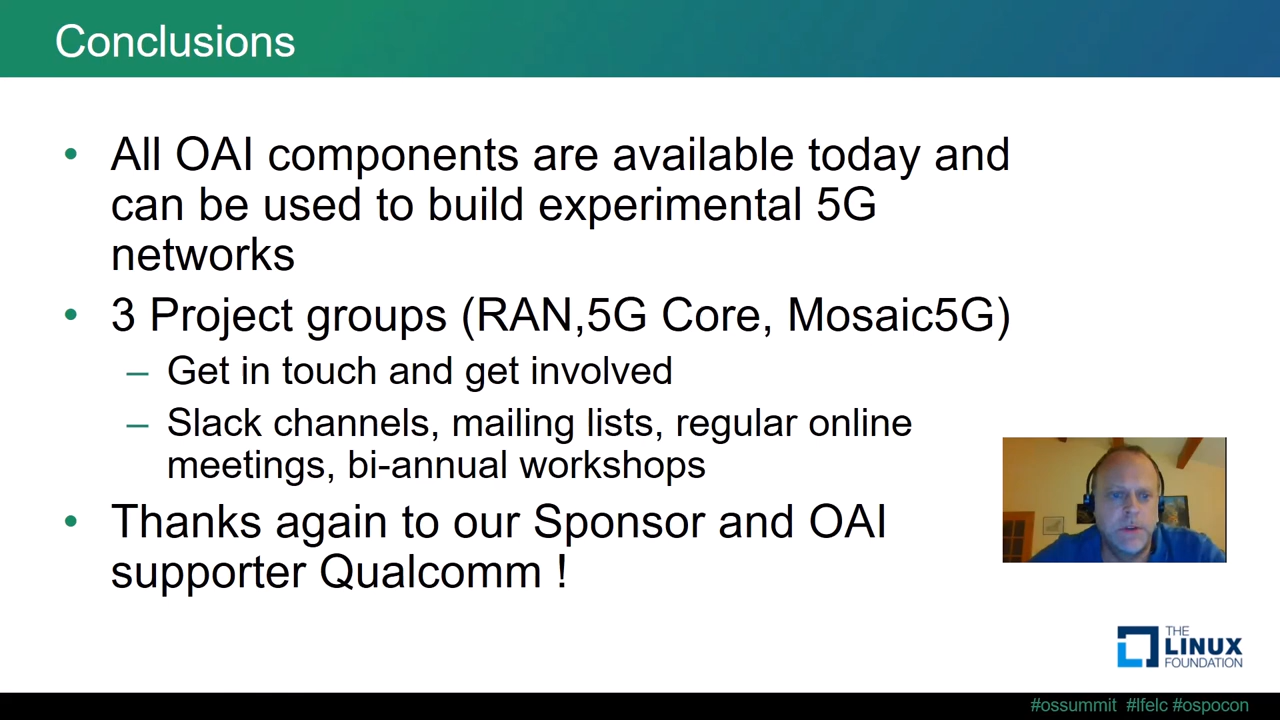 Conclusions
• All OAI components are available today and
can be used to build experimental 5G
networks
• 3 Project groups (RAN,5G Core, Mosaic5G)
– Get in touch and get involved
– Slack channels, mailing lists, regular online
meetings, bi-annual workshops
• Thanks again to our Sponsor and OAI
supporter Qualcomm !
THE
LINUX
FOUNDATION
#ossummit #lfelc #ospocon